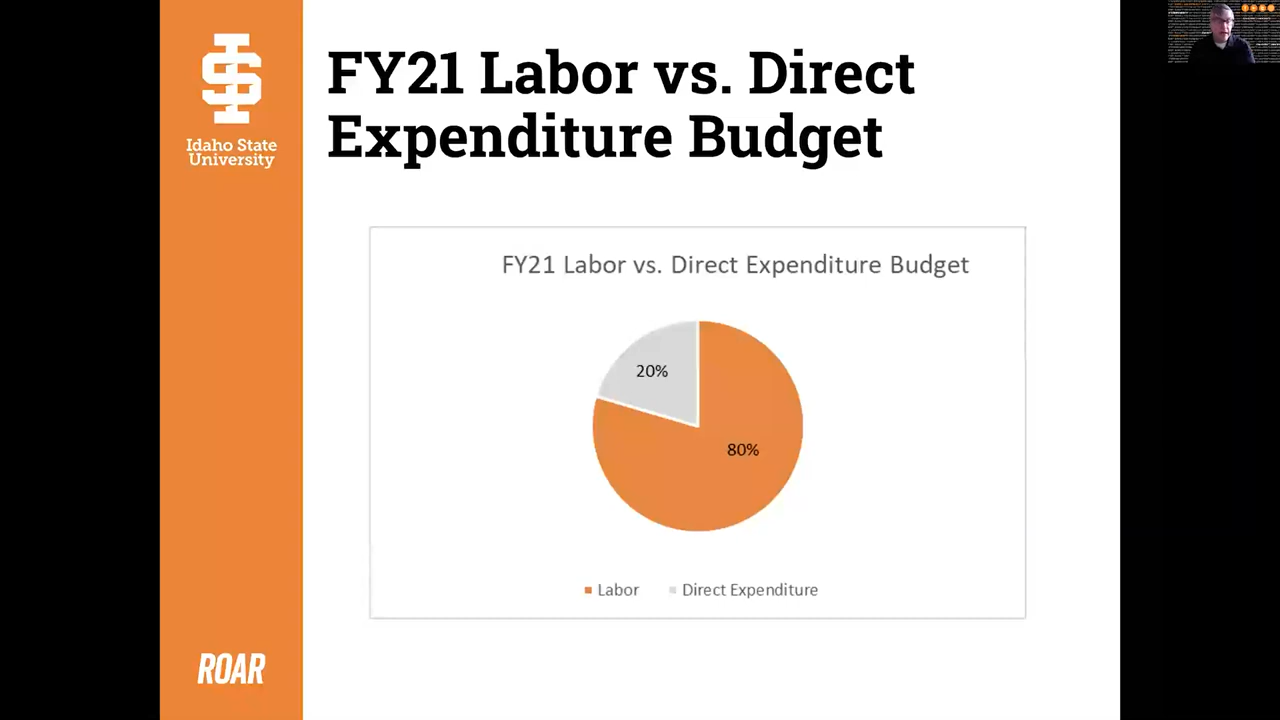 Idaho State
University
FY21 Labor vs. Direct
Expenditure Budget
FY21 Labor vs. Direct Expenditure Budget
20%
80%
Labor
Direct Expenditure
ROAR